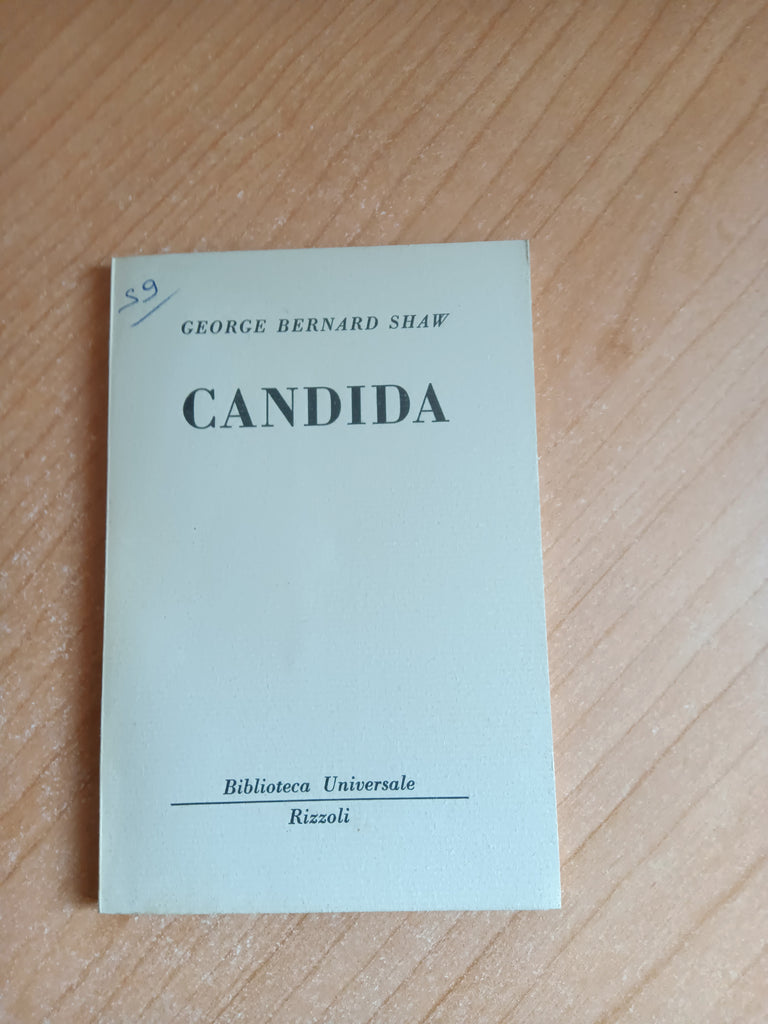 59
GEORGE BERNARD SHAW
CANDIDA
Biblioteca Universale
Rizzoli